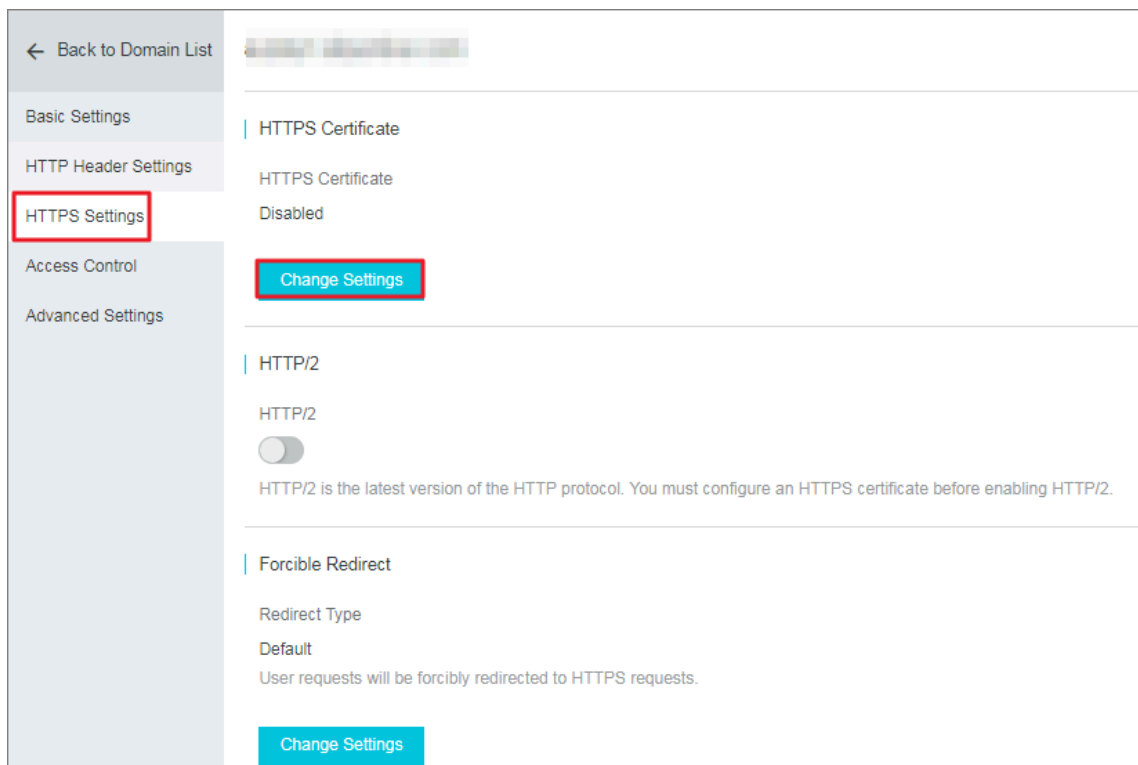 Back to Domain List
Basic Settings
HTTP Header Settings
HTTPS Settings
Access Control
Advanced Settings
HTTPS Certificate
HTTPS Certificate
Disabled
Change Settings
HTTP/2
HTTP/2
HTTP/2 is the latest version of the HTTP protocol. You must configure an HTTPS certificate before enabling HTTP/2.
Forcible Redirect
Redirect Type
Default
User requests will be forcibly redirected to HTTPS requests.
Change Settings